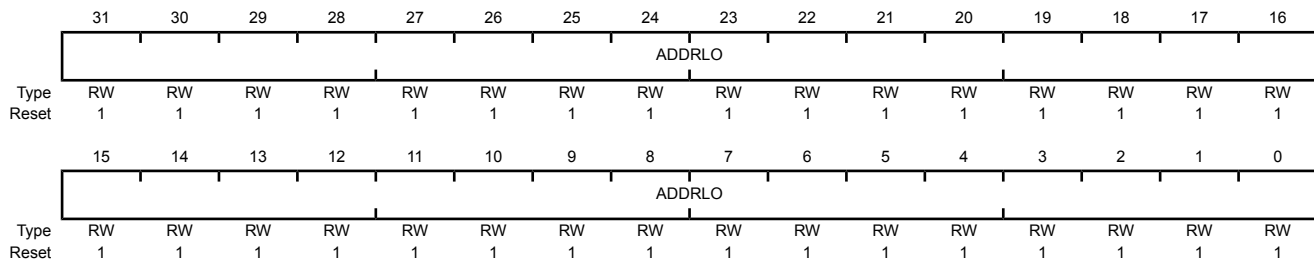 31 30 29 28 27 26 25 24 23 22 21 20 19 18 17 16
ADDRLO
Type RW RW RW RW RW RW RW RW RW RW RW RW RW RW RW RW
Reset 1 1 1 1 1 1 1 1 1 1 1 1 1 1 1 1
15 14 13 12 11 10 9 8 7 6 5 4 3 2 1 0
ADDRLO
Type RW RW RW RW RW RW RW RW RW RW RW RW RW RW RW RW
Reset 1 1 1 1 1 1 1 1 1 1 1 1 1 1 1 1